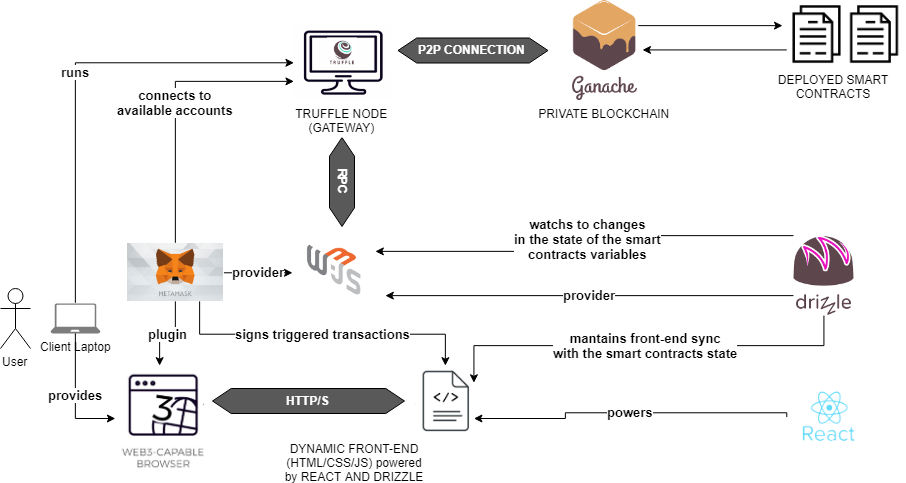 runs
connects to
available accounts
TRUFFLE
TRUFFLE NODE
(GATEWAY)
P2P CONNECTION
Ganache
PRIVATE BLOCKCHAIN
DEPLOYED SMART
CONTRACTS
RPC
METAMASK
provider
W3JS
watchs to changes
in the state of the smart
contracts variables
provider
drizzle
User
Client Laptop
plugin
signs triggered transactions
mantains front-end sync
with the smart contracts state
provides
3
WEB3-CAPABLE
BROWSER
HTTP/S
</>
DYNAMIC FRONT-END
(HTML/CSS/JS) powered
by REACT AND DRIZZLE
powers
React